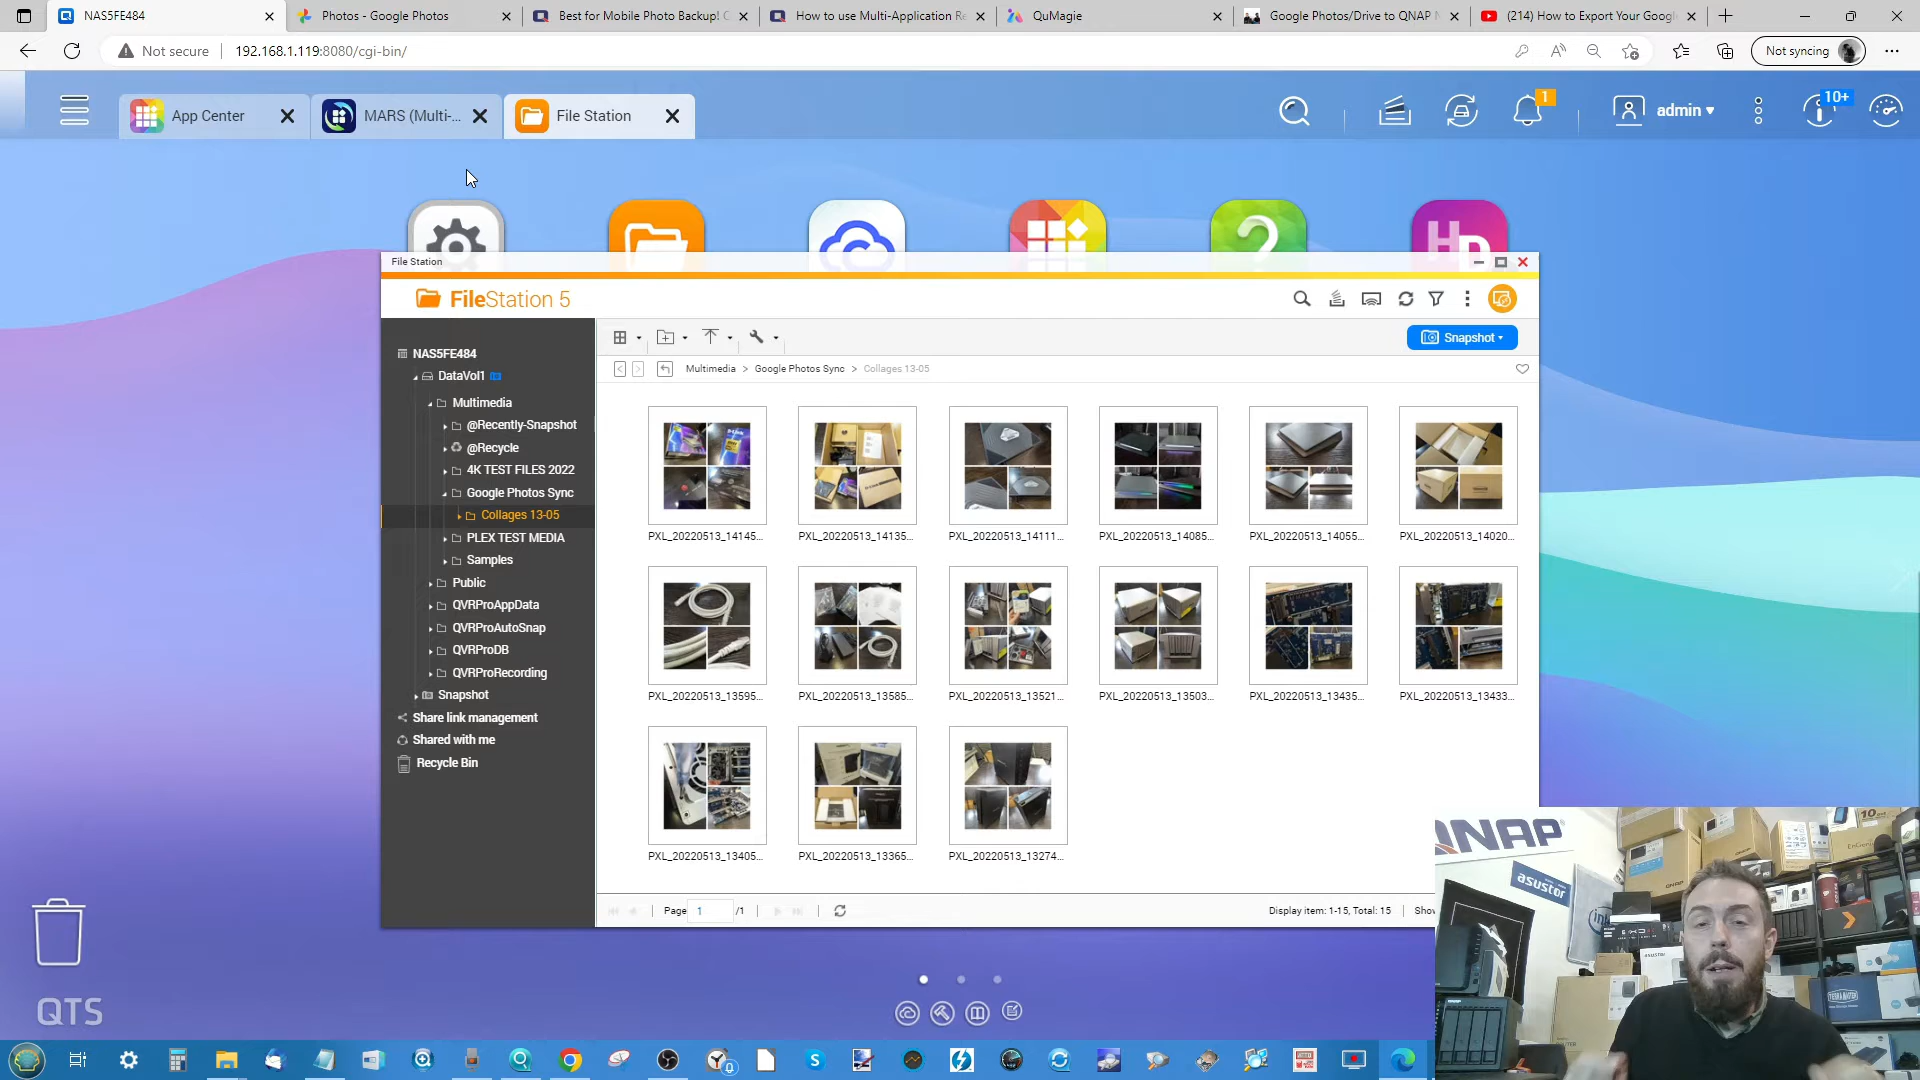 NAS5FE484
Photos - Google Photos
Best for Mobile Photo Backup! C
How to use Multi-Application Re
QuMagie
Google Photos/Drive to QNAP N
(214) How to Export Your Googl
Not secure
192.168.1.119:8080/cgi-bin/
Not syncing
App Center
MARS (Multi-...
File Station
1
admin
10+
File Station
FileStation 5
Snapshot
NAS5FE484
DataVol1
Multimedia
@Recently-Snapshot
@Recycle
4K TEST FILES 2022
Google Photos Sync
Collages 13-05
PLEX TEST MEDIA
Samples
Public
QVRProAppData
QVRProAutoSnap
QVRProDB
QVRProRecording
Snapshot
Share link management
Shared with me
Recycle Bin
Multimedia > Google Photos Sync > Collages 13-05
PXL_20220513_14145...
PXL_20220513_14135...
PXL_20220513_14111...
PXL_20220513_14085...
PXL_20220513_14055...
PXL_20220513_14020...
PXL_20220513_13595...
PXL_20220513_13585...
PXL_20220513_13521...
PXL_20220513_13503...
PXL_20220513_13435...
PXL_20220513_13433...
PXL_20220513_13405...
PXL_20220513_13365...
PXL_20220513_13274...
Page 1 /1
Display item: 1-15, Total: 15
Show
QTS
QNAP
asustor